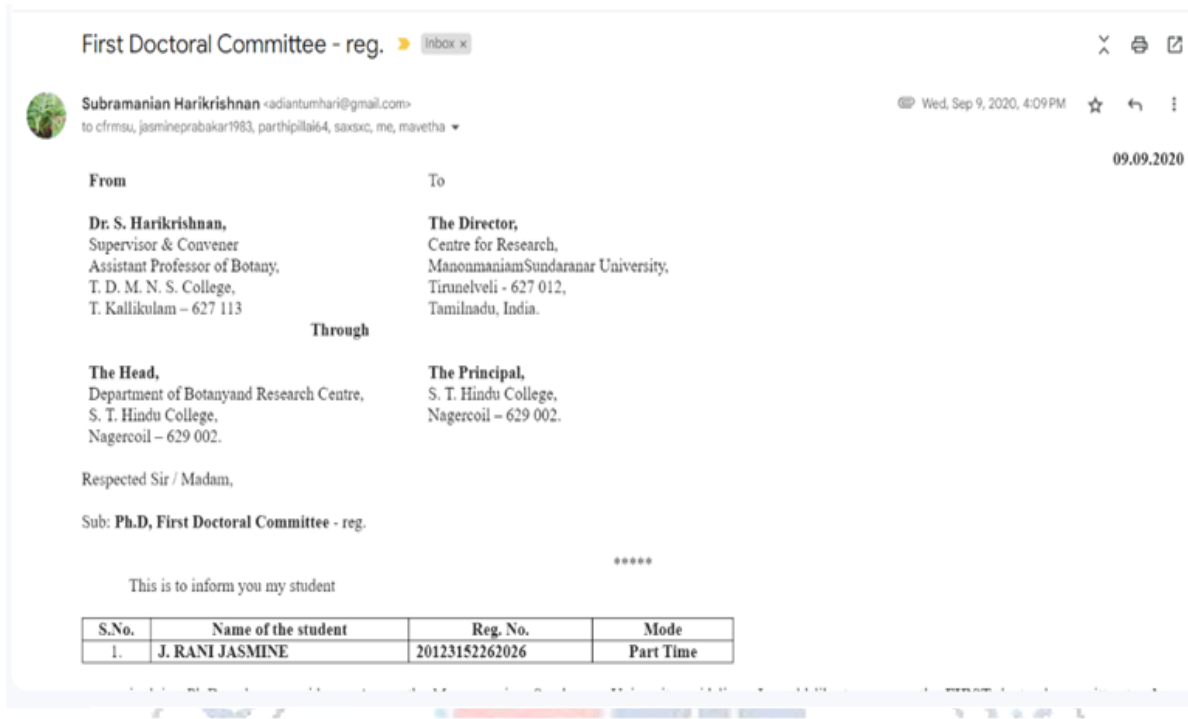 First Doctoral Committee - reg. Inbox ×
Subramanian Harikrishnan <adiantumhari@gmail.com> Wed, Sep 9, 2020, 4:09 PM
to cfrmsu, jasmineprabakar1983, parthipillai64, saxsxc, me, mavetha
09.09.2020
From To
Dr. S. Harikrishnan, The Director,
Supervisor & Convener Centre for Research,
Assistant Professor of Botany, ManonmaniamSundaranar University,
T. D. M. N. S. College, Tirunelveli - 627 012,
T. Kallikulam – 627 113 Tamilnadu, India.
Through
The Head, The Principal,
Department of Botanyand Research Centre, S. T. Hindu College,
S. T. Hindu College, Nagercoil – 629 002.
Nagercoil – 629 002.
Respected Sir / Madam,
Sub: Ph.D, First Doctoral Committee - reg.
*****
This is to inform you my student
S.No. Name of the student Reg. No. Mode
1. J. RANI JASMINE 20123152262026 Part Time